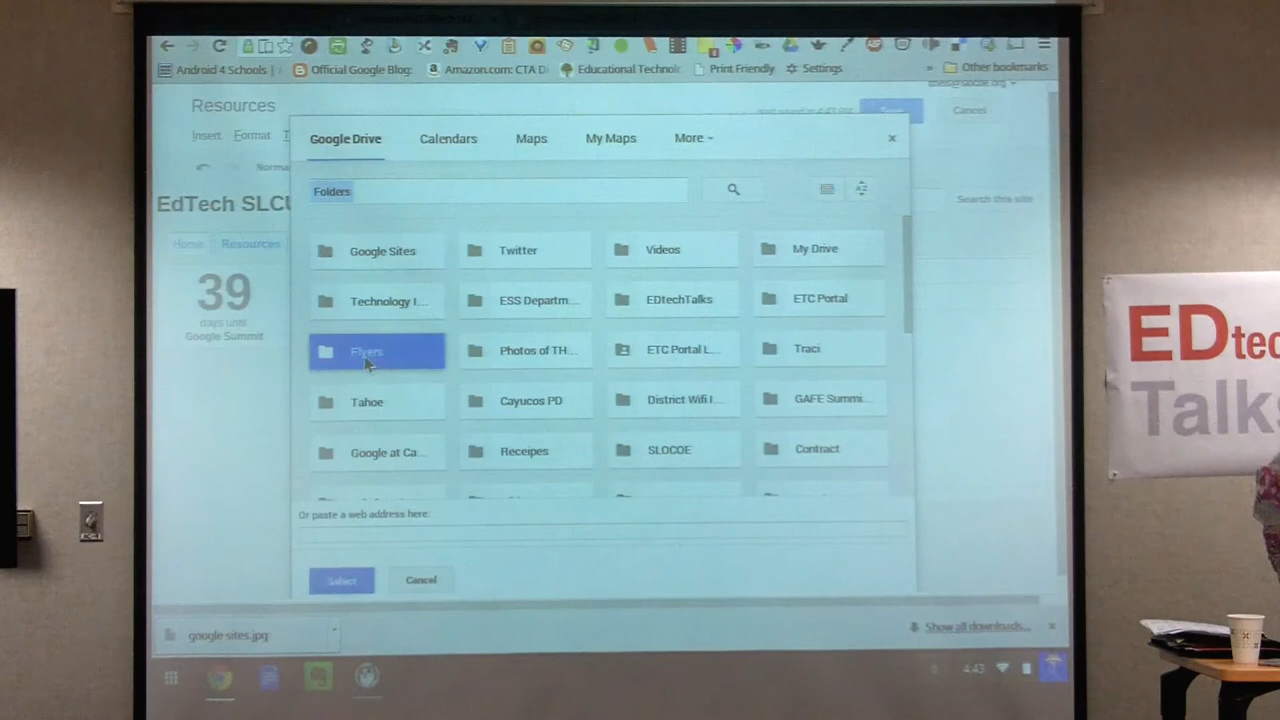 Android 4 Schools |
Official Google Blog:
Amazon.com: CTA D
Educational Technol
Print Friendly
Settings
»
Other bookmarks
Resources
Cancel
Insert
Format
Google Drive
Calendars
Maps
My Maps
More
Norma
Folders
EdTech SLCU
Search this site
Home
Resources
Google Sites
Twitter
Videos
My Drive
39
days until
Google Summit
Technology I...
ESS Departm...
EDtechTalks
ETC Portal
Flyers
Photos of TH...
ETC Portal L...
Traci
Tahoe
Cayucos PD
District Wifi I...
GAFE Summi...
Google at Ca...
Receipes
SLOCOE
Contract
Or paste a web address here:
Select
Cancel
google sites.jpg
Show all downloads...
4:43
EDtec
Talks